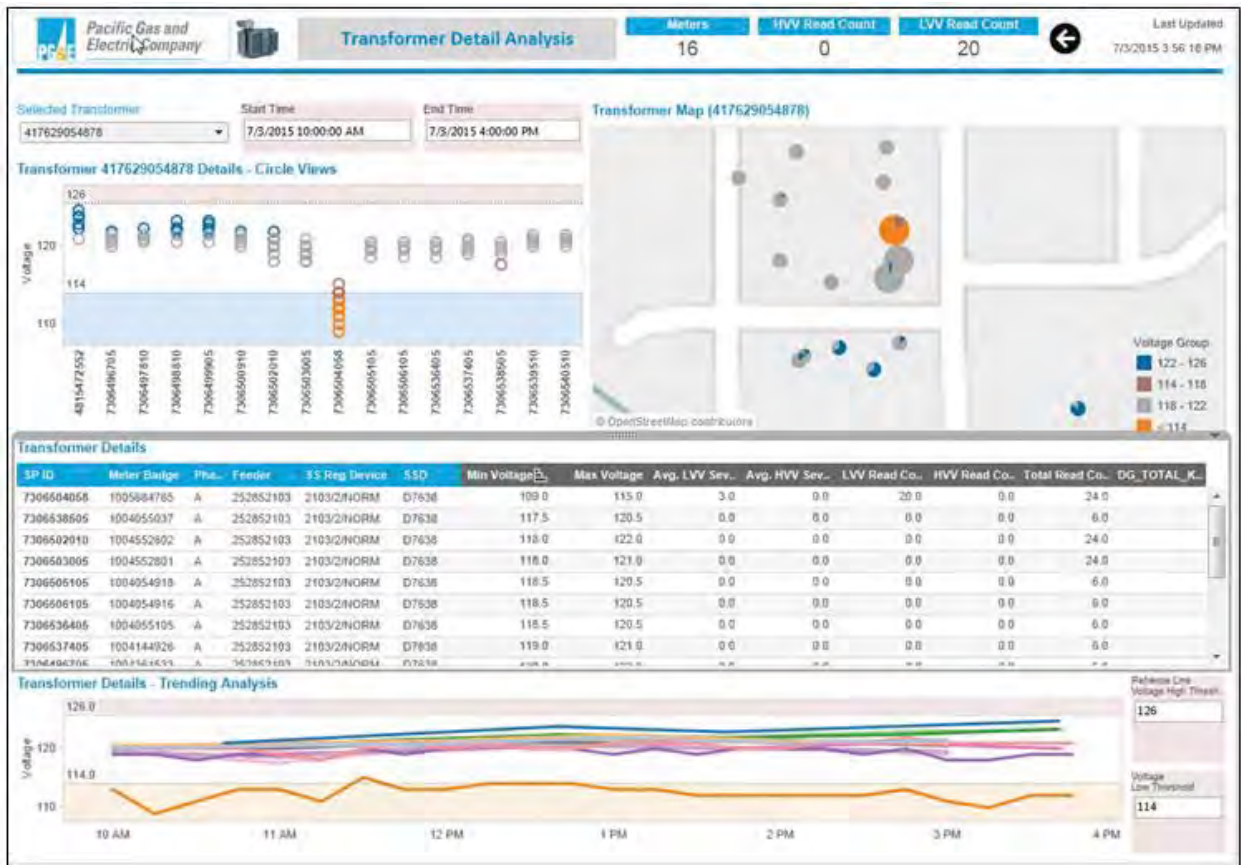 Pacific Gas and
Electric Company
PG&E
Transformer Detail Analysis
Meters
16
HVV Read Count
0
LVV Read Count
20
Last Updated
7/3/2015 3:56:16 PM
Selected Transformer
417629054878
Start Time
7/3/2015 10:00:00 AM
End Time
7/3/2015 4:00:00 PM
Transformer Map (417629054878)
Transformer 417629054878 Details - Circle Views
126
120
114
110
Voltage
4815472552
7306496705
7306497810
7306498810
7306499905
7306500910
7306502010
7306503005
7306504058
7306505105
7306506105
7306536405
7306537405
7306538505
7306539510
7306540510
Voltage Group
122 - 126
114 - 118
118 - 122
< 114
© OpenStreetMap contributors
Transformer Details
SP ID Meter Badge Pha.. Feeder SS Reg Device SSD Min Voltage Max Voltage Avg. LVV Sev.. Avg. HVV Sev.. LVV Read Co.. HVV Read Co.. Total Read Co.. DG_TOTAL_K..
7306504058 1005684765 A 252852103 2103/2/NORM D7638 109.0 115.0 3.0 0.0 20.0 0.0 24.0
7306538505 1004055037 A 252852103 2103/2/NORM D7638 117.5 120.5 0.0 0.0 0.0 0.0 6.0
7306502010 1004552602 A 252852103 2103/2/NORM D7638 118.0 122.0 0.0 0.0 0.0 0.0 24.0
7306503005 1004552801 A 252852103 2103/2/NORM D7638 118.0 121.0 0.0 0.0 0.0 0.0 24.0
7306505105 1004054918 A 252852103 2103/2/NORM D7638 118.5 120.5 0.0 0.0 0.0 0.0 6.0
7306506105 1004054916 A 252852103 2103/2/NORM D7638 118.5 120.5 0.0 0.0 0.0 0.0 6.0
7306536405 1004055105 A 252852103 2103/2/NORM D7638 118.5 120.5 0.0 0.0 0.0 0.0 6.0
7306537405 1004144926 A 252852103 2103/2/NORM D7638 119.0 121.0 0.0 0.0 0.0 0.0 6.0
7306496705 252852103 2103/2/NORM D7638
Transformer Details - Trending Analysis
126.0
120
114.0
110
Voltage
10 AM 11 AM 12 PM 1 PM 2 PM 3 PM 4 PM
Line
Voltage High Thresh..
126
Voltage
Low Threshold
114